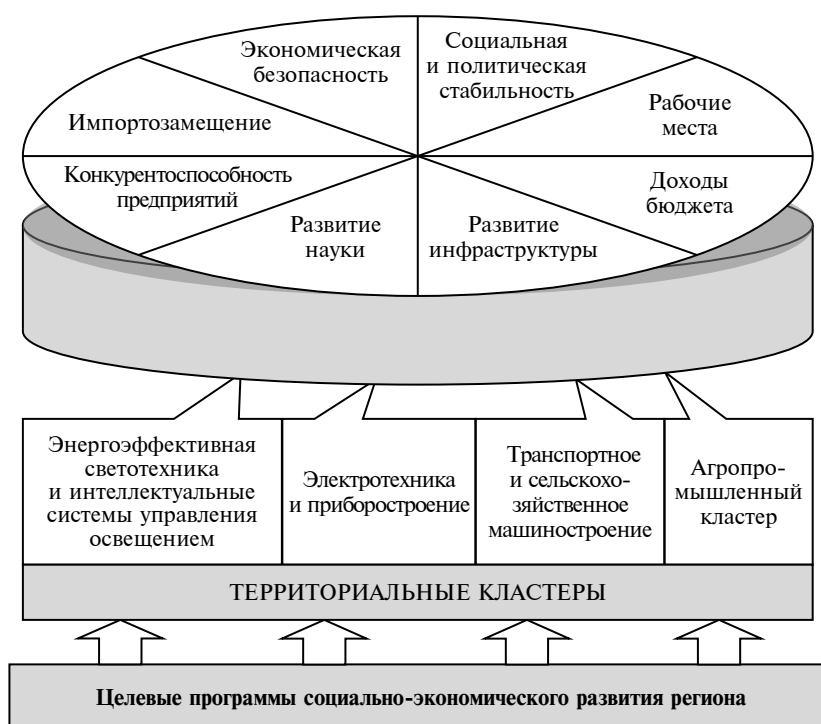 Экономическая
безопасность
Социальная
и политическая
стабильность
Импортозамещение
Рабочие
места
Конкурентоспособность
предприятий
Доходы
бюджета
Развитие
науки
Развитие
инфраструктуры
Энергоэффективная
светотехника
и интеллектуальные
системы управления
освещением
Электротехника
и приборостроение
Транспортное
и сельскохо-
зяйственное
машиностроение
Агропро-
мышленный
кластер
ТЕРРИТОРИАЛЬНЫЕ КЛАСТЕРЫ
Целевые программы социально-экономического развития региона